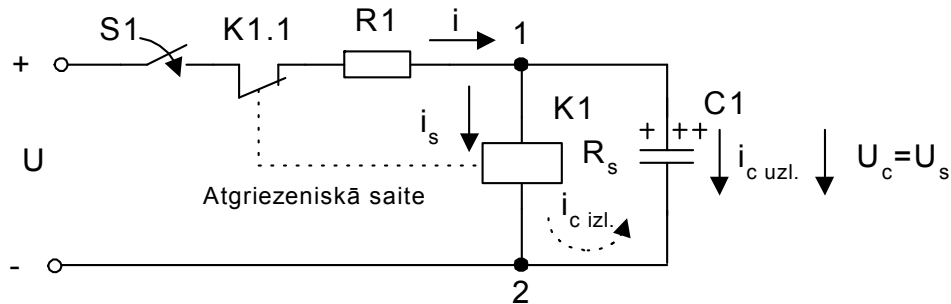 S1 K1.1 R1 i 1
+
K1 C1
i_s + ++
U R_s i_c uzl. U_c=U_s
Atgriezeniskā saite
i_c izl.
-
2